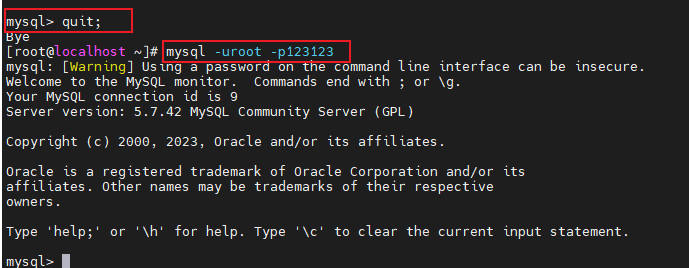 mysql> quit;
Bye
[root@localhost ~]# mysql -uroot -p123123
mysql: [Warning] Using a password on the command line interface can be insecure.
Welcome to the MySQL monitor.  Commands end with ; or \g.
Your MySQL connection id is 9
Server version: 5.7.42 MySQL Community Server (GPL)
Copyright (c) 2000, 2023, Oracle and/or its affiliates.
Oracle is a registered trademark of Oracle Corporation and/or its
affiliates. Other names may be trademarks of their respective
owners.
Type 'help;' or '\h' for help. Type '\c' to clear the current input statement.
mysql>